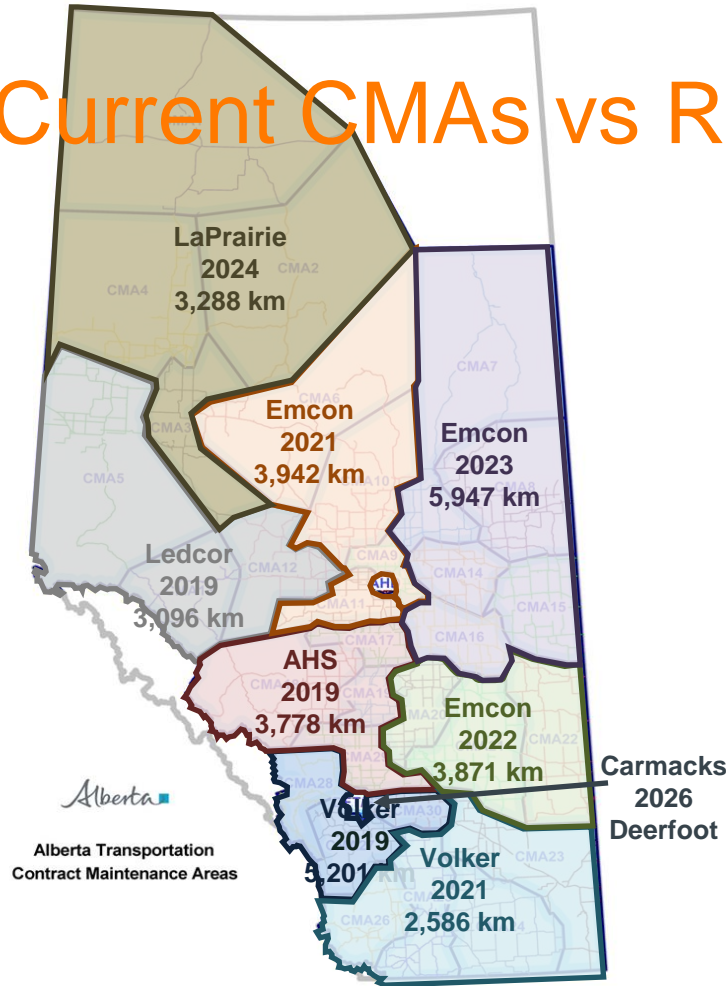 Current CMAs vs R
LaPrairie
2024
3,288 km
CMA2
CMA4
CMA7
CMA6
Emcon
2021
3,942 km
CMA3
Emcon
2023
5,947 km
CMA5
CMA8
CMA9
Ledcor
2019
3,096 km
CMA12
CMA14
CMA11
CMA15
CMA16
CMA17
AHS
2019
3,778 km
Emcon
2022
3,871 km
CMA22
Carmacks
2026
Deerfoot
CMA28
CMA30
Volker
2019
Alberta
Alberta Transportation
Contract Maintenance Areas
CMA23
Volker
2021
2,586 km
CMA26